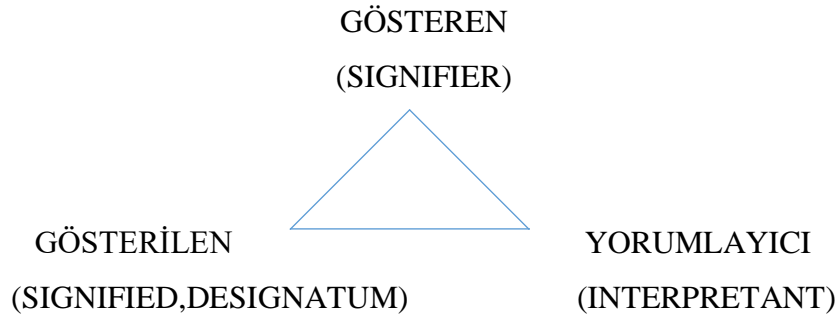 GÖSTEREN
(SIGNIFIER)
GÖSTERİLEN
(SIGNIFIED,DESIGNATUM)
YORUMLAYICI
(INTERPRETANT)